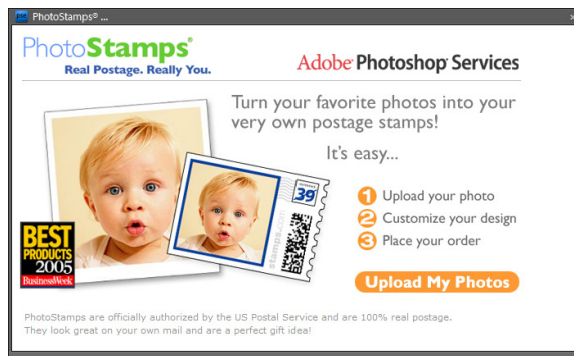 PhotoStamps® ...
PhotoStamps®
Real Postage. Really You.
Adobe® Photoshop® Services
Turn your favorite photos into your
very own postage stamps!
It's easy...
1 Upload your photo
2 Customize your design
3 Place your order
39
stamps.com
BEST
PRODUCTS
2005
BusinessWeek
Upload My Photos
PhotoStamps are officially authorized by the US Postal Service and are 100% real postage.
They look great on your own mail and are a perfect gift idea!